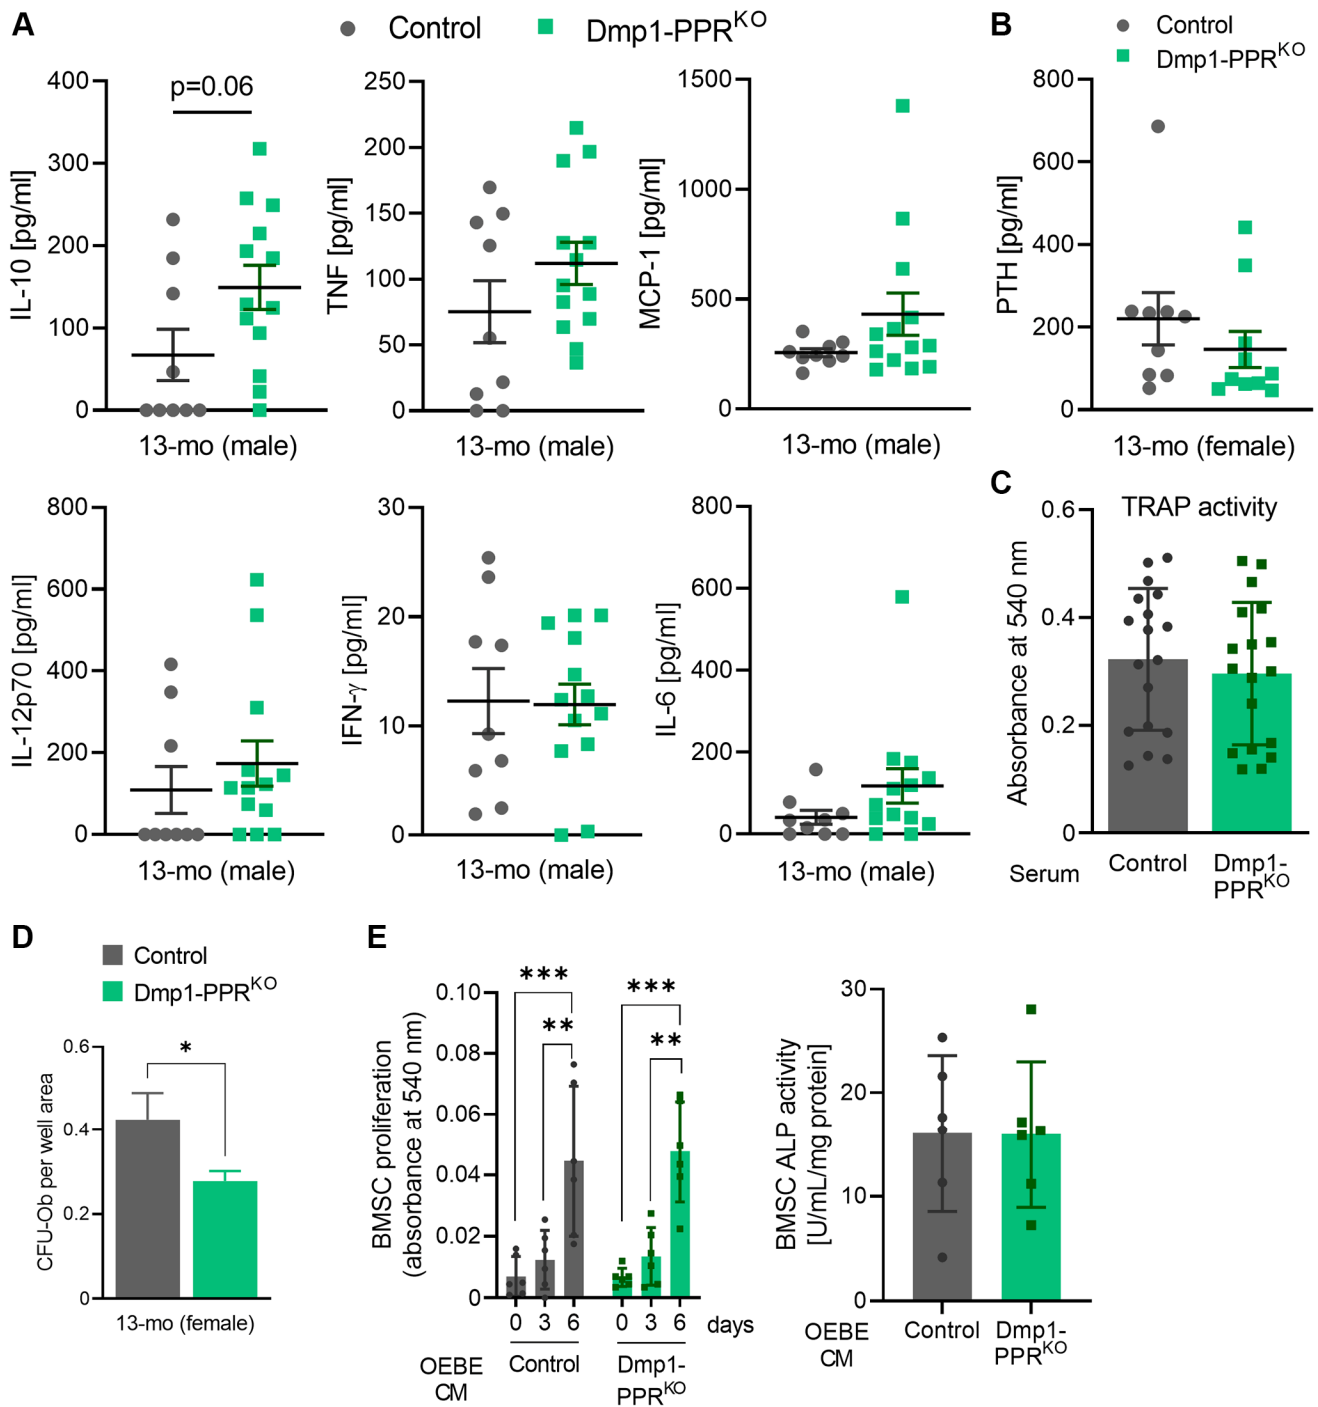 A
Control
Dmp1-PPRKO
IL-10 [pg/ml]
400
300
200
100
0
p=0.06
13-mo (male)
TNF [pg/ml]
250
200
150
100
50
0
13-mo (male)
MCP-1 [pg/ml]
1500
1000
500
0
13-mo (male)
B
Control
Dmp1-PPRKO
PTH [pg/ml]
800
600
400
200
0
13-mo (female)
IL-12p70 [pg/ml]
800
600
400
200
0
13-mo (male)
IFN-γ [pg/ml]
30
20
10
0
13-mo (male)
IL-6 [pg/ml]
800
600
400
200
0
13-mo (male)
C
TRAP activity
Absorbance at 540 nm
0.6
0.4
0.2
0
Serum
Control
Dmp1-
PPRKO
D
Control
Dmp1-PPRKO
CFU-Ob per well area
0.6
0.4
0.2
0
*
13-mo (female)
E
BMSC proliferation
(absorbance at 540 nm)
0.10
0.08
0.06
0.04
0.02
0
***
**
***
**
0 3 6 0 3 6 days
OEBE
CM
Control
Dmp1-
PPRKO
BMSC ALP activity
[U/mL/mg protein]
30
20
10
0
OEBE
CM
Control
Dmp1-
PPRKO